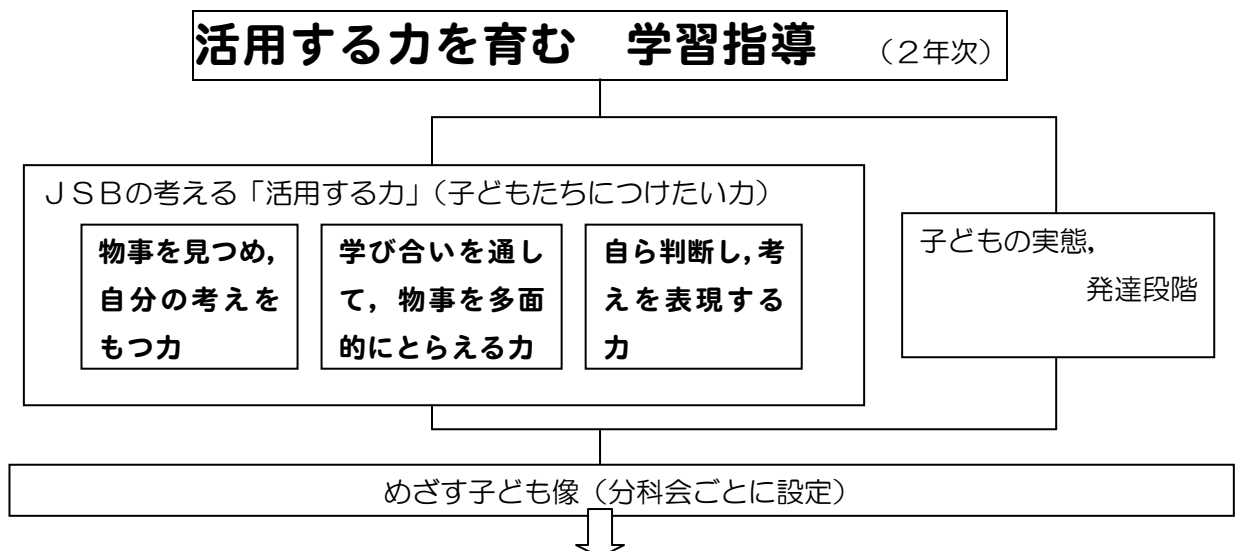 活用する力を育む 学習指導 （2年次）
ＪＳＢの考える「活用する力」（子どもたちにつけたい力）
物事を見つめ,
自分の考えを
もつ力
学び合いを通し
て，物事を多面
的にとらえる力
自ら判断し,考
えを表現する
力
子どもの実態,
発達段階
めざす子ども像（分科会ごとに設定）